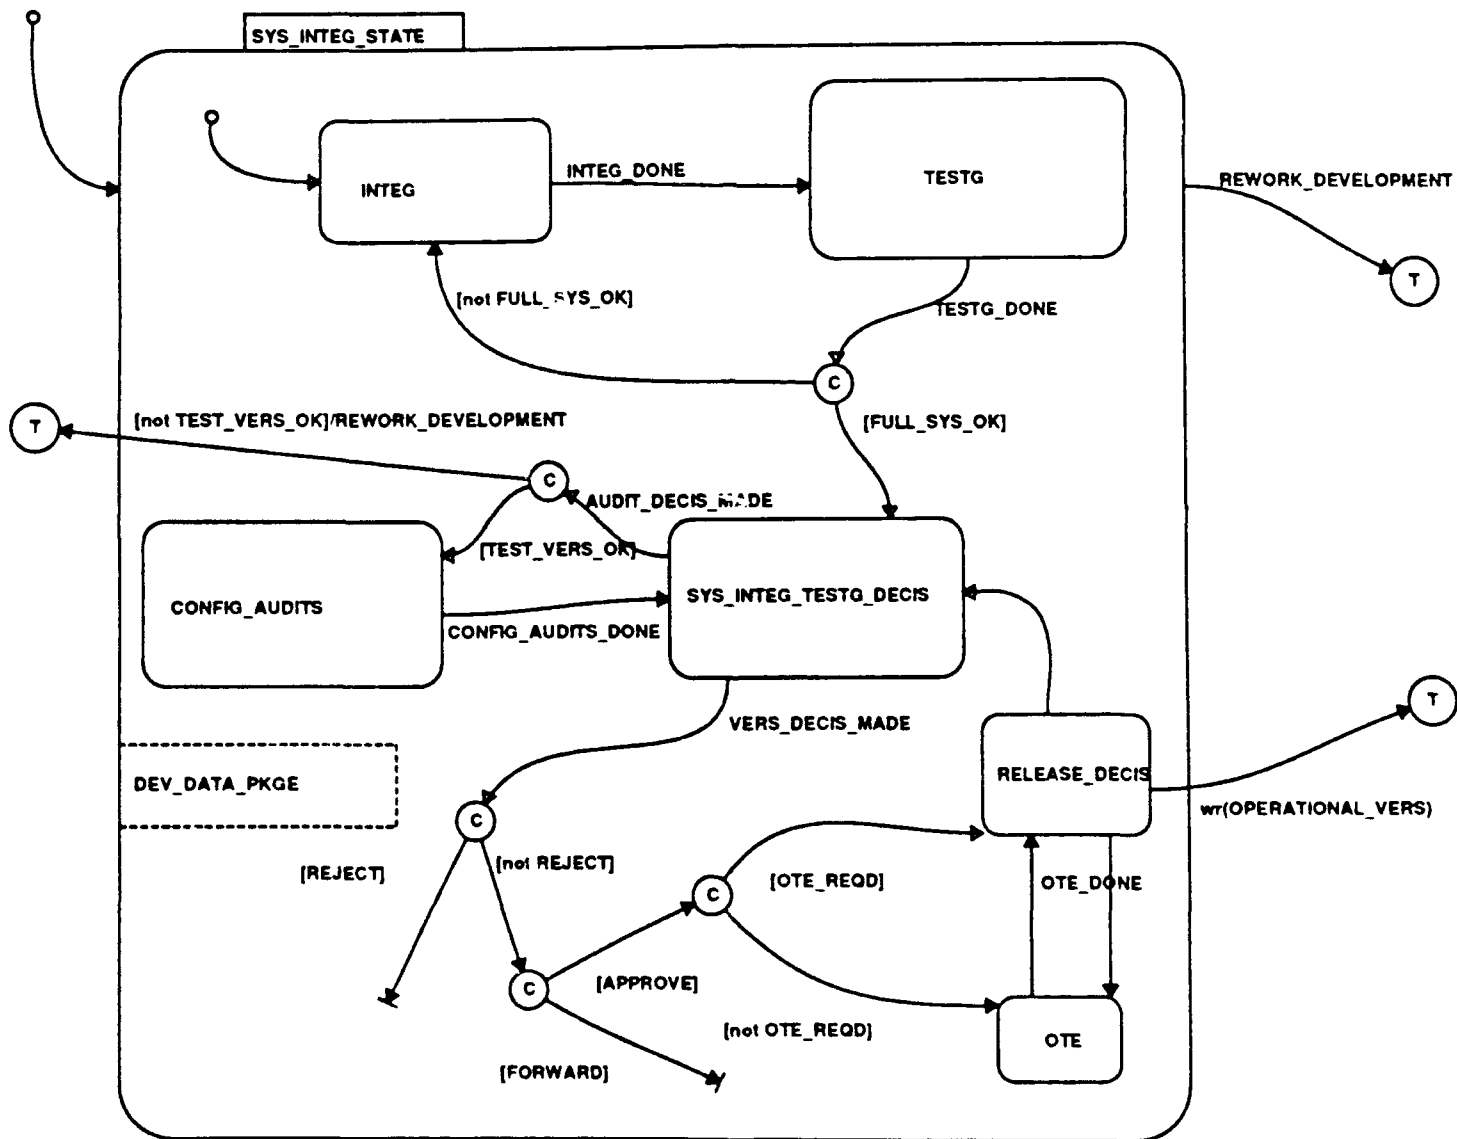 SYS_INTEG_STATE
INTEG
INTEG_DONE
TESTG
REWORK_DEVELOPMENT
T
[not FULL_SYS_OK]
TESTG_DONE
C
[not TEST_VERS_OK]/REWORK_DEVELOPMENT
T
[FULL_SYS_OK]
C
AUDIT_DECIS_MADE
[TEST_VERS_OK]
CONFIG_AUDITS
SYS_INTEG_TESTG_DECIS
CONFIG_AUDITS_DONE
VERS_DECIS_MADE
T
DEV_DATA_PKGE
RELEASE_DECIS
wr(OPERATIONAL_VERS)
C
[REJECT]
[not REJECT]
[OTE_REQD]
OTE_DONE
C
C
[APPROVE]
[not OTE_REQD]
OTE
[FORWARD]